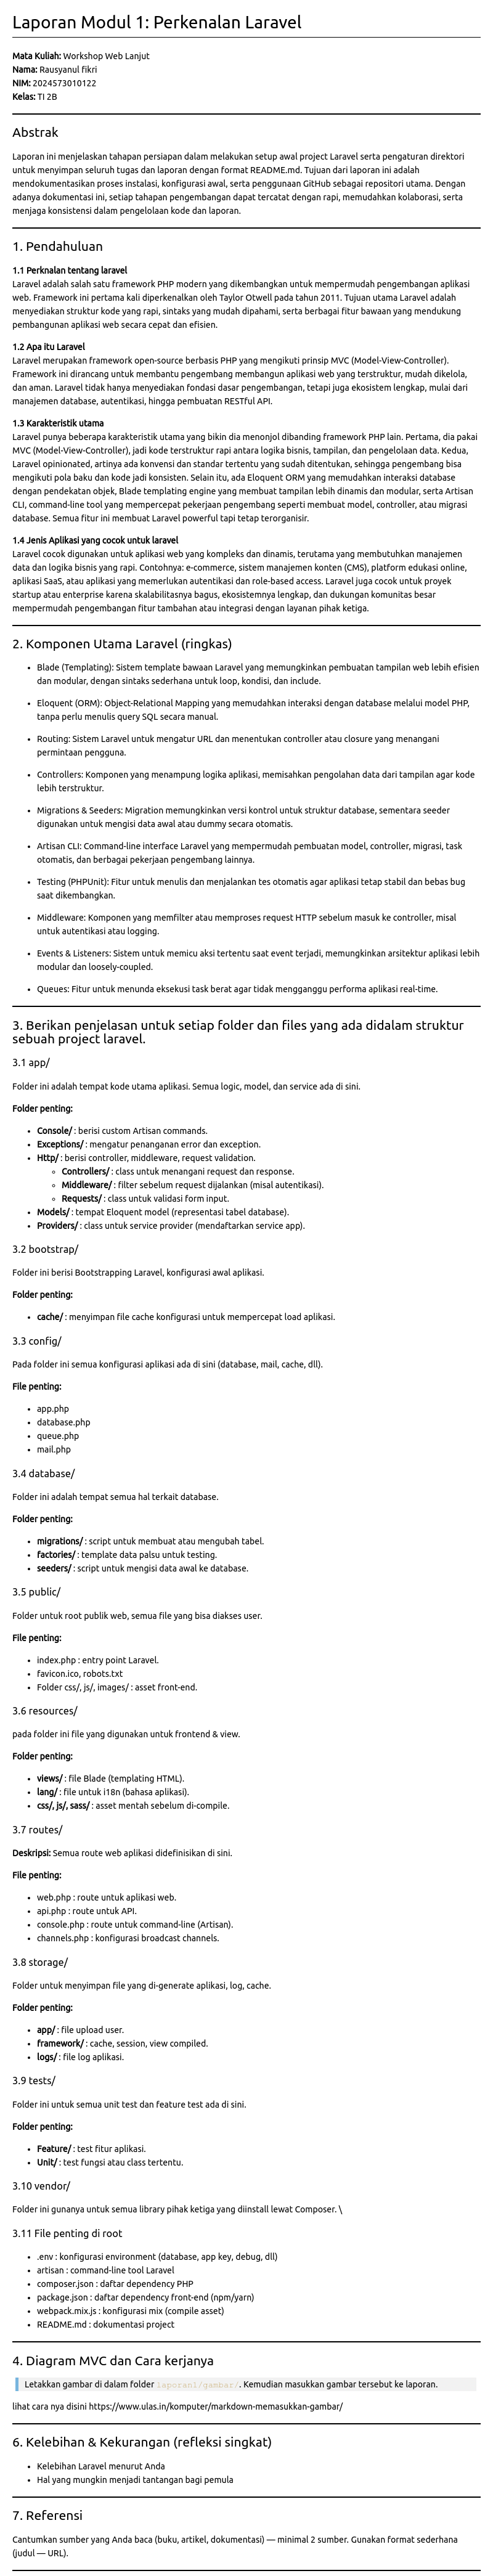 Laporan Modul 1: Perkenalan Laravel
Mata Kuliah: Workshop Web Lanjut
Nama: Rausyanul fikri
NIM: 2024573010122
Kelas: TI 2B
Abstrak
Laporan ini menjelaskan tahapan persiapan dalam melakukan setup awal project Laravel serta pengaturan direktori
untuk menyimpan seluruh tugas dan laporan dengan format README.md. Tujuan dari laporan ini adalah
mendokumentasikan proses instalasi, konfigurasi awal, serta penggunaan GitHub sebagai repositori utama. Dengan
adanya dokumentasi ini, setiap tahapan pengembangan dapat tercatat dengan rapi, memudahkan kolaborasi, serta
menjaga konsistensi dalam pengelolaan kode dan laporan.
1. Pendahuluan
1.1 Perknalan tentang laravel
Laravel adalah salah satu framework PHP modern yang dikembangkan untuk mempermudah pengembangan aplikasi
web. Framework ini pertama kali diperkenalkan oleh Taylor Otwell pada tahun 2011. Tujuan utama Laravel adalah
menyediakan struktur kode yang rapi, sintaks yang mudah dipahami, serta berbagai fitur bawaan yang mendukung
pembangunan aplikasi web secara cepat dan efisien.
1.2 Apa itu Laravel
Laravel merupakan framework open-source berbasis PHP yang mengikuti prinsip MVC (Model-View-Controller).
Framework ini dirancang untuk membantu pengembang membangun aplikasi web yang terstruktur, mudah dikelola,
dan aman. Laravel tidak hanya menyediakan fondasi dasar pengembangan, tetapi juga ekosistem lengkap, mulai dari
manajemen database, autentikasi, hingga pembuatan RESTful API.
1.3 Karakteristik utama
Laravel punya beberapa karakteristik utama yang bikin dia menonjol dibanding framework PHP lain. Pertama, dia pakai
MVC (Model-View-Controller), jadi kode terstruktur rapi antara logika bisnis, tampilan, dan pengelolaan data. Kedua,
Laravel opinionated, artinya ada konvensi dan standar tertentu yang sudah ditentukan, sehingga pengembang bisa
mengikuti pola baku dan kode jadi konsisten. Selain itu, ada Eloquent ORM yang memudahkan interaksi database
dengan pendekatan objek, Blade templating engine yang membuat tampilan lebih dinamis dan modular, serta Artisan
CLI, command-line tool yang mempercepat pekerjaan pengembang seperti membuat model, controller, atau migrasi
database. Semua fitur ini membuat Laravel powerful tapi tetap terorganisir.
1.4 Jenis Aplikasi yang cocok untuk laravel
Laravel cocok digunakan untuk aplikasi web yang kompleks dan dinamis, terutama yang membutuhkan manajemen
data dan logika bisnis yang rapi. Contohnya: e-commerce, sistem manajemen konten (CMS), platform edukasi online,
aplikasi SaaS, atau aplikasi yang memerlukan autentikasi dan role-based access. Laravel juga cocok untuk proyek
startup atau enterprise karena skalabilitasnya bagus, ekosistemnya lengkap, dan dukungan komunitas besar
mempermudah pengembangan fitur tambahan atau integrasi dengan layanan pihak ketiga.
2. Komponen Utama Laravel (ringkas)
• Blade (Templating): Sistem template bawaan Laravel yang memungkinkan pembuatan tampilan web lebih efisien
dan modular, dengan sintaks sederhana untuk loop, kondisi, dan include.
• Eloquent (ORM): Object-Relational Mapping yang memudahkan interaksi dengan database melalui model PHP,
tanpa perlu menulis query SQL secara manual.
• Routing: Sistem Laravel untuk mengatur URL dan menentukan controller atau closure yang menangani
permintaan pengguna.
• Controllers: Komponen yang menampung logika aplikasi, memisahkan pengolahan data dari tampilan agar kode
lebih terstruktur.
• Migrations & Seeders: Migration memungkinkan versi kontrol untuk struktur database, sementara seeder
digunakan untuk mengisi data awal atau dummy secara otomatis.
• Artisan CLI: Command-line interface Laravel yang mempermudah pembuatan model, controller, migrasi, task
otomatis, dan berbagai pekerjaan pengembang lainnya.
• Testing (PHPUnit): Fitur untuk menulis dan menjalankan tes otomatis agar aplikasi tetap stabil dan bebas bug
saat dikembangkan.
• Middleware: Komponen yang memfilter atau memproses request HTTP sebelum masuk ke controller, misal
untuk autentikasi atau logging.
• Events & Listeners: Sistem untuk memicu aksi tertentu saat event terjadi, memungkinkan arsitektur aplikasi lebih
modular dan loosely-coupled.
• Queues: Fitur untuk menunda eksekusi task berat agar tidak mengganggu performa aplikasi real-time.
3. Berikan penjelasan untuk setiap folder dan files yang ada didalam struktur
sebuah project laravel.
3.1 app/
Folder ini adalah tempat kode utama aplikasi. Semua logic, model, dan service ada di sini.
Folder penting:
• Console/ : berisi custom Artisan commands.
• Exceptions/ : mengatur penanganan error dan exception.
• Http/ : berisi controller, middleware, request validation.
◦ Controllers/ : class untuk menangani request dan response.
◦ Middleware/ : filter sebelum request dijalankan (misal autentikasi).
◦ Requests/ : class untuk validasi form input.
• Models/ : tempat Eloquent model (representasi tabel database).
• Providers/ : class untuk service provider (mendaftarkan service app).
3.2 bootstrap/
Folder ini berisi Bootstrapping Laravel, konfigurasi awal aplikasi.
Folder penting:
• cache/ : menyimpan file cache konfigurasi untuk mempercepat load aplikasi.
3.3 config/
Pada folder ini semua konfigurasi aplikasi ada di sini (database, mail, cache, dll).
File penting:
• app.php
• database.php
• queue.php
• mail.php
3.4 database/
Folder ini adalah tempat semua hal terkait database.
Folder penting:
• migrations/ : script untuk membuat atau mengubah tabel.
• factories/ : template data palsu untuk testing.
• seeders/ : script untuk mengisi data awal ke database.
3.5 public/
Folder untuk root publik web, semua file yang bisa diakses user.
File penting:
• index.php : entry point Laravel.
• favicon.ico, robots.txt
• Folder css/, js/, images/ : asset front-end.
3.6 resources/
pada folder ini file yang digunakan untuk frontend & view.
Folder penting:
• views/ : file Blade (templating HTML).
• lang/ : file untuk i18n (bahasa aplikasi).
• css/, js/, sass/ : asset mentah sebelum di-compile.
3.7 routes/
Deskripsi: Semua route web aplikasi didefinisikan di sini.
File penting:
• web.php : route untuk aplikasi web.
• api.php : route untuk API.
• console.php : route untuk command-line (Artisan).
• channels.php : konfigurasi broadcast channels.
3.8 storage/
Folder untuk menyimpan file yang di-generate aplikasi, log, cache.
Folder penting:
• app/ : file upload user.
• framework/ : cache, session, view compiled.
• logs/ : file log aplikasi.
3.9 tests/
Folder ini untuk semua unit test dan feature test ada di sini.
Folder penting:
• Feature/ : test fitur aplikasi.
• Unit/ : test fungsi atau class tertentu.
3.10 vendor/
Folder ini gunanya untuk semua library pihak ketiga yang diinstall lewat Composer. \
3.11 File penting di root
• .env : konfigurasi environment (database, app key, debug, dll)
• artisan : command-line tool Laravel
• composer.json : daftar dependency PHP
• package.json : daftar dependency front-end (npm/yarn)
• webpack.mix.js : konfigurasi mix (compile asset)
• README.md : dokumentasi project
4. Diagram MVC dan Cara kerjanya
Letakkan gambar di dalam folder laporan1/gambar/. Kemudian masukkan gambar tersebut ke laporan.
lihat cara nya disini https://www.ulas.in/komputer/markdown-memasukkan-gambar/
6. Kelebihan & Kekurangan (refleksi singkat)
• Kelebihan Laravel menurut Anda
• Hal yang mungkin menjadi tantangan bagi pemula
7. Referensi
Cantumkan sumber yang Anda baca (buku, artikel, dokumentasi) — minimal 2 sumber. Gunakan format sederhana
(judul — URL).